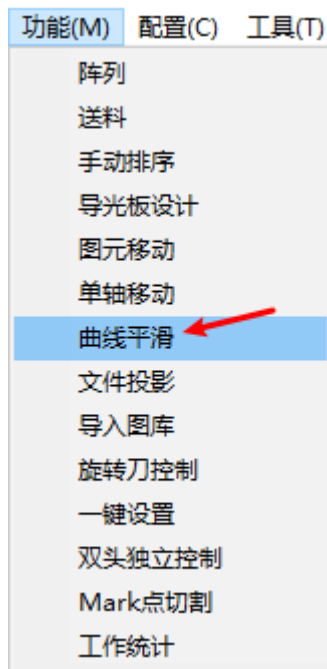 功能(M) 配置(C) 工具(T)
阵列
送料
手动排序
导光板设计
图元移动
单轴移动
曲线平滑
文件投影
导入图库
旋转刀控制
一键设置
双头独立控制
Mark点切割
工作统计